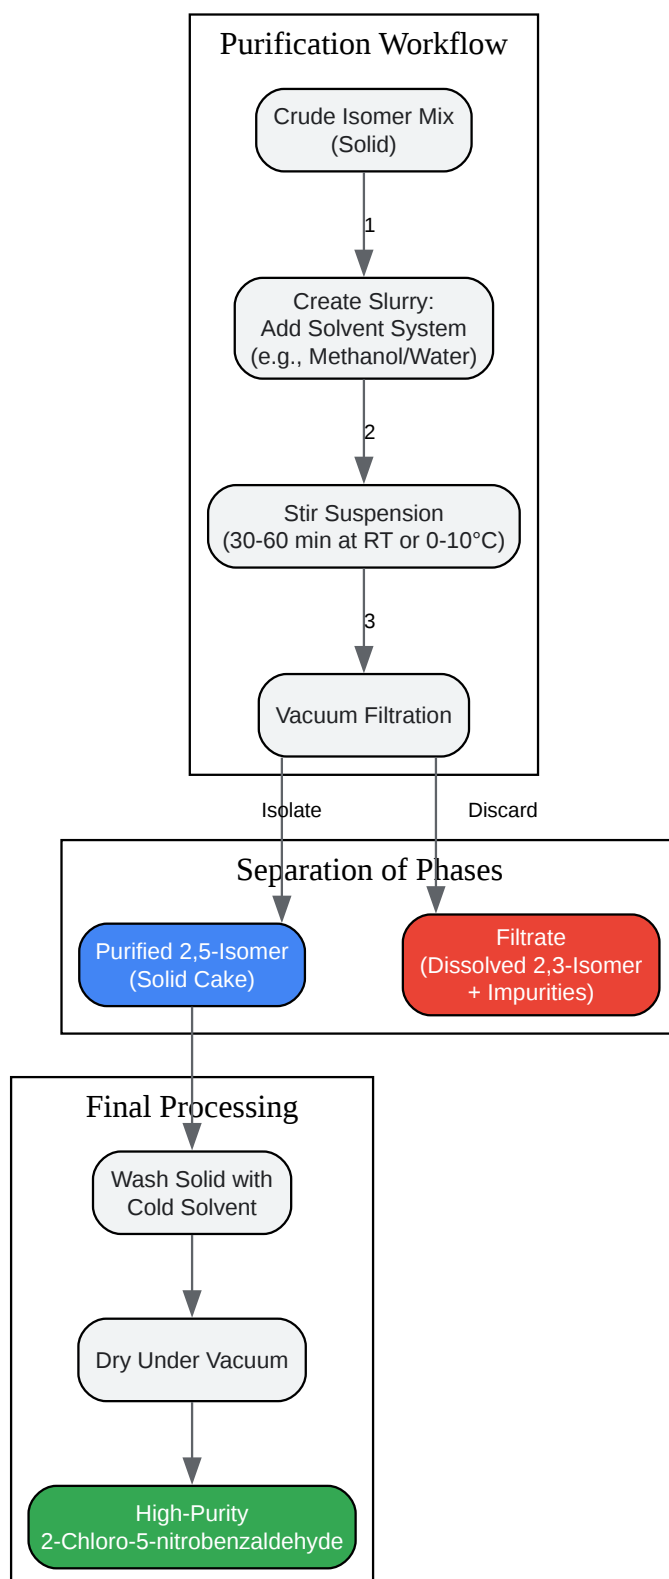 Purification Workflow
Crude Isomer Mix
(Solid)
1
Create Slurry:
Add Solvent System
(e.g., Methanol/Water)
2
Stir Suspension
(30-60 min at RT or 0-10°C)
3
Vacuum Filtration
Isolate
Discard
Separation of Phases
Purified 2,5-Isomer
(Solid Cake)
Filtrate
(Dissolved 2,3-Isomer
+ Impurities)
Final Processing
Wash Solid with
Cold Solvent
Dry Under Vacuum
High-Purity
2-Chloro-5-nitrobenzaldehyde